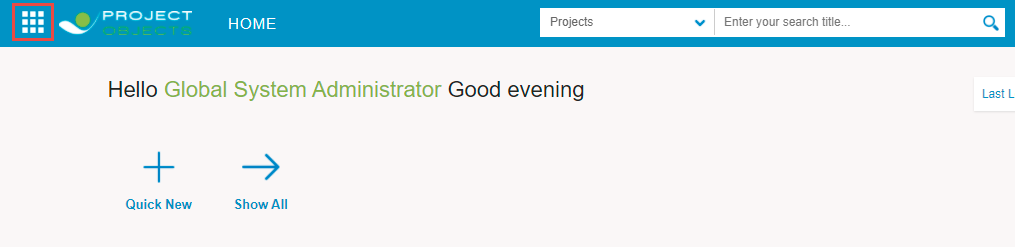 PROJECT
OBJECTS
HOME
Projects
Enter your search title...
Hello Global System Administrator Good evening
Last L
Quick New
Show All